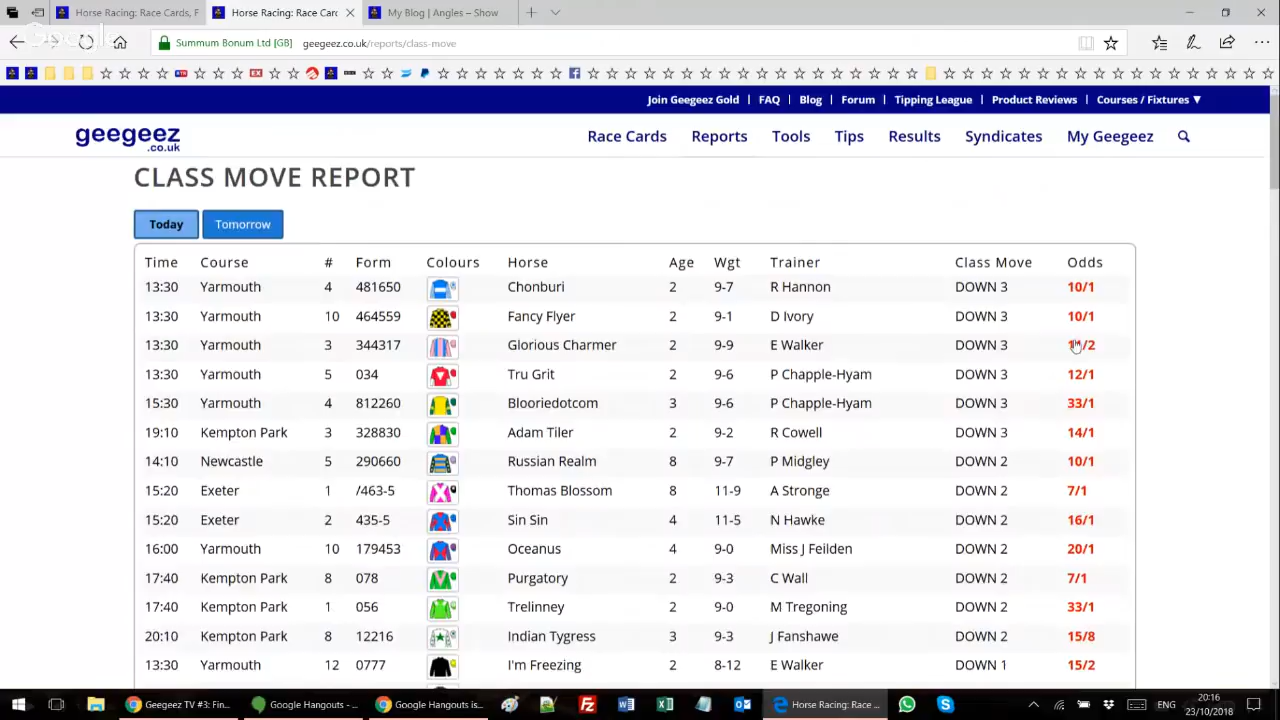 Horse Racing: Race Cards, F
Horse Racing: Race Carc
My Blog | Angles – Show
Google
Summum Bonum Ltd [GB] geegeez.co.uk/reports/class-move
Join Geegeez Gold | FAQ | Blog | Forum | Tipping League | Product Reviews | Courses / Fixtures ▼
geegeez .co.uk
Race Cards Reports Tools Tips Results Syndicates My Geegeez
CLASS MOVE REPORT
Today Tomorrow
Time Course # Form Colours Horse Age Wgt Trainer Class Move Odds
13:30 Yarmouth 4 481650 Chonburi 2 9-7 R Hannon DOWN 3 10/1
13:30 Yarmouth 10 464559 Fancy Flyer 2 9-1 D Ivory DOWN 3 10/1
13:30 Yarmouth 3 344317 Glorious Charmer 2 9-9 E Walker DOWN 3
13:30 Yarmouth 5 034 Tru Grit 2 9-6 P Chapple-Hyam DOWN 3 12/1
15:30 Yarmouth 4 812260 Blooriedotcom 3 9-6 P Chapple-Hyam DOWN 3 33/1
19:10 Kempton Park 3 328830 Adam Tiler 2 9-2 R Cowell DOWN 3 14/1
14:10 Newcastle 5 290660 Russian Realm 8 9-7 P Midgley DOWN 2 10/1
15:20 Exeter 1 /463-5 Thomas Blossom 8 11-9 A Stronge DOWN 2 7/1
15:20 Exeter 2 435-5 Sin Sin 4 11-5 N Hawke DOWN 2 16/1
16:00 Yarmouth 10 179453 Oceanus 4 9-0 Miss J Feilden DOWN 2 20/1
17:40 Kempton Park 8 078 Purgatory 2 9-3 C Wall DOWN 2 7/1
17:40 Kempton Park 1 056 Trelinney 2 9-0 M Tregoning DOWN 2 33/1
20:10 Kempton Park 8 12216 Indian Tygress 3 9-3 J Fanshawe DOWN 2 15/8
13:30 Yarmouth 12 0777 I'm Freezing 2 8-12 E Walker DOWN 1 15/2
Geegeez TV #3: Fin...
Google Hangouts - ...
Google Hangouts is...
Horse Racing: Race ...
ENG
20:16
23/10/2018